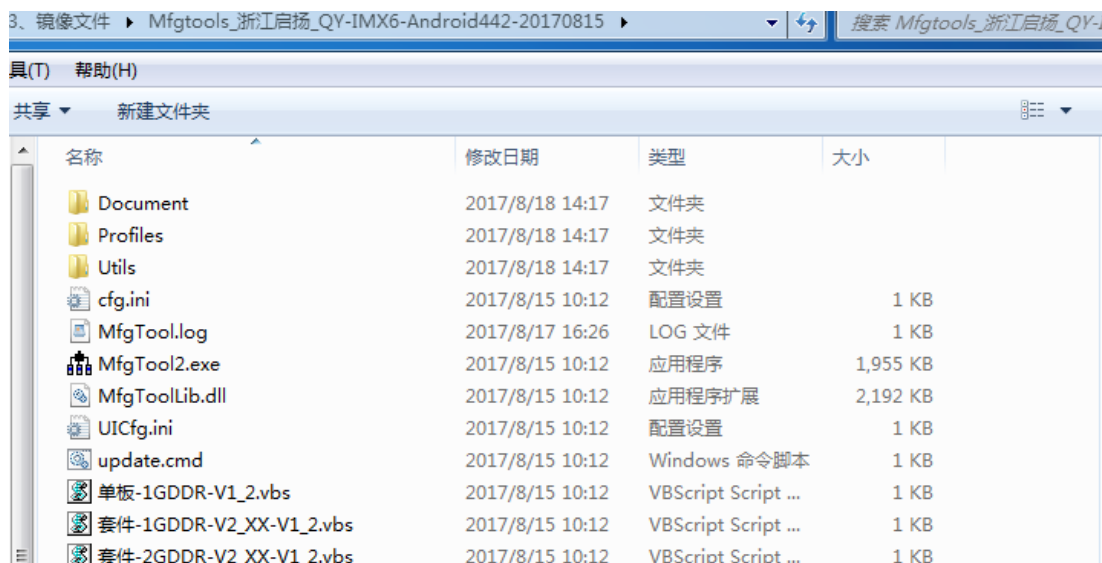 3、镜像文件 ▸ Mfgtools_浙江启扬_QY-IMX6-Android442-20170815 ▸ 搜索 Mfgtools_浙江启扬_QY-I
具(T) 帮助(H)
共享 新建文件夹
名称 修改日期 类型 大小
Document 2017/8/18 14:17 文件夹
Profiles 2017/8/18 14:17 文件夹
Utils 2017/8/18 14:17 文件夹
cfg.ini 2017/8/15 10:12 配置设置 1 KB
MfgTool.log 2017/8/17 16:26 LOG 文件 1 KB
MfgTool2.exe 2017/8/15 10:12 应用程序 1,955 KB
MfgToolLib.dll 2017/8/15 10:12 应用程序扩展 2,192 KB
UICfg.ini 2017/8/15 10:12 配置设置 1 KB
update.cmd 2017/8/15 10:12 Windows 命令脚本 1 KB
单板-1GDDR-V1_2.vbs 2017/8/15 10:12 VBScript Script ... 1 KB
套件-1GDDR-V2_XX-V1_2.vbs 2017/8/15 10:12 VBScript Script ... 1 KB
套件-2GDDR-V2_XX-V1_2.vbs 2017/8/15 10:12 VBScript Script ... 1 KB